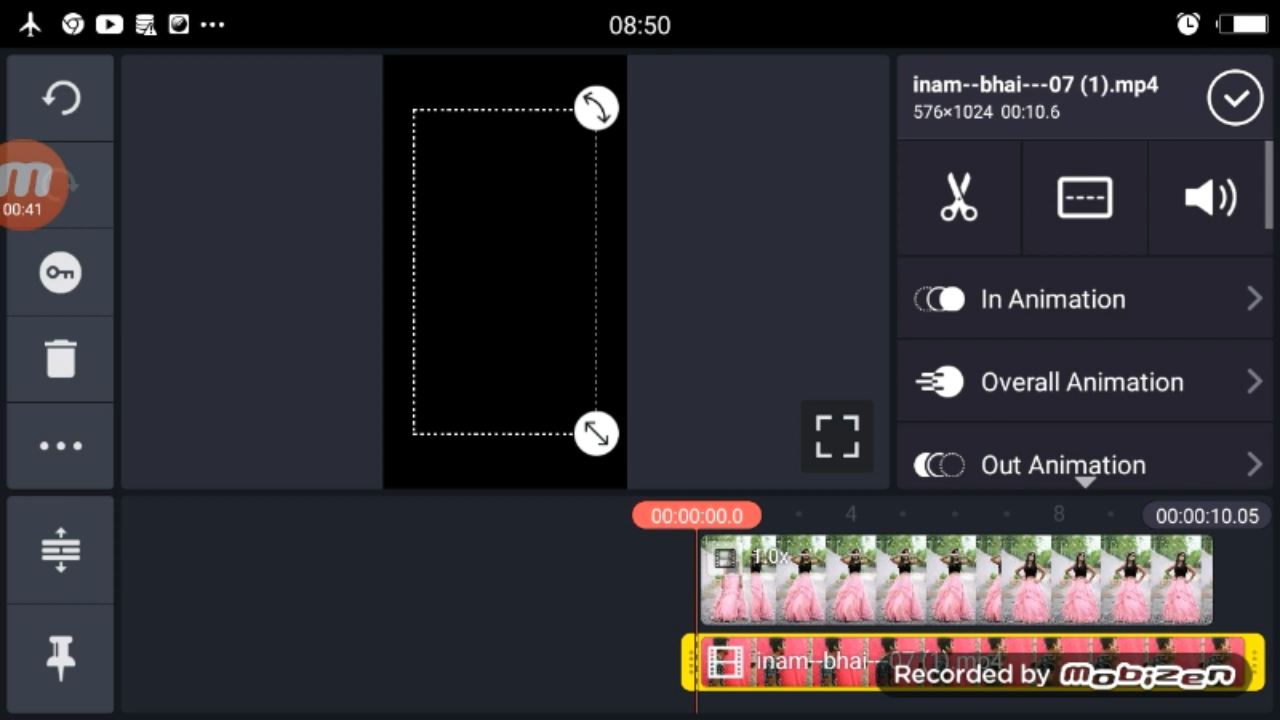 08:50
inam--bhai---07 (1).mp4
576×1024 00:10.6
m
00:41
In Animation
Overall Animation
Out Animation
00:00:00.0
4
8
00:00:10.05
1.0x
inam--bhai---07 (1).mp4
Recorded by mobizen